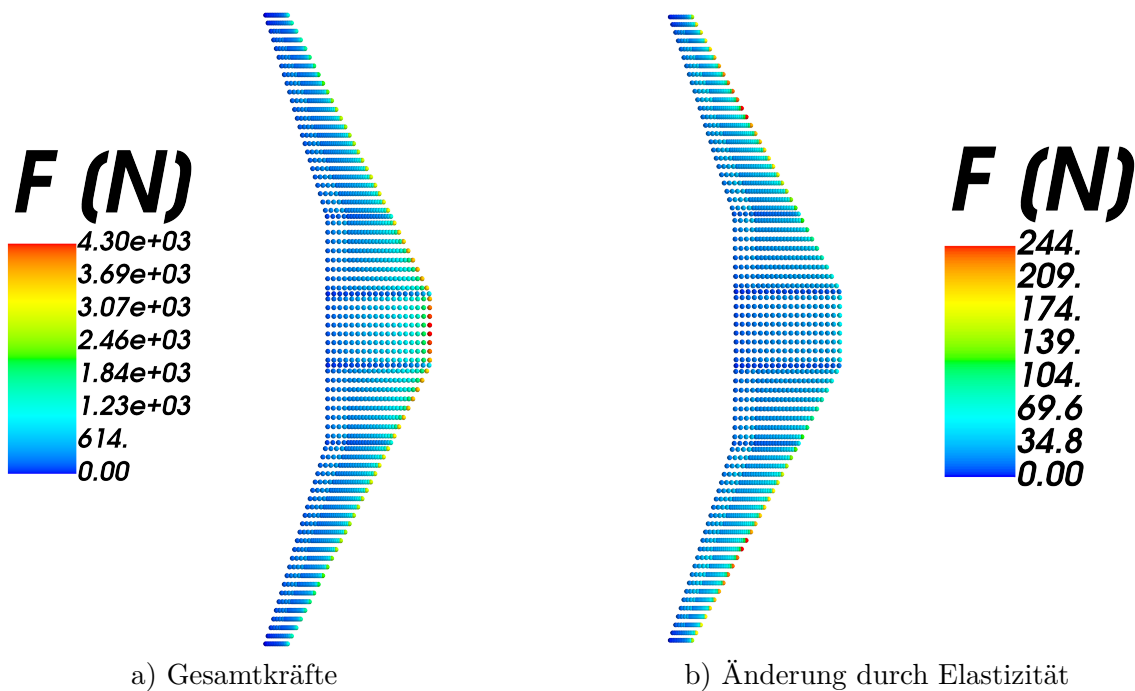 F (N)
4.30e+03
3.69e+03
3.07e+03
2.46e+03
1.84e+03
1.23e+03
614.
0.00
a) Gesamtkräfte
F (N)
244.
209.
174.
139.
104.
69.6
34.8
0.00
b) Änderung durch Elastizität